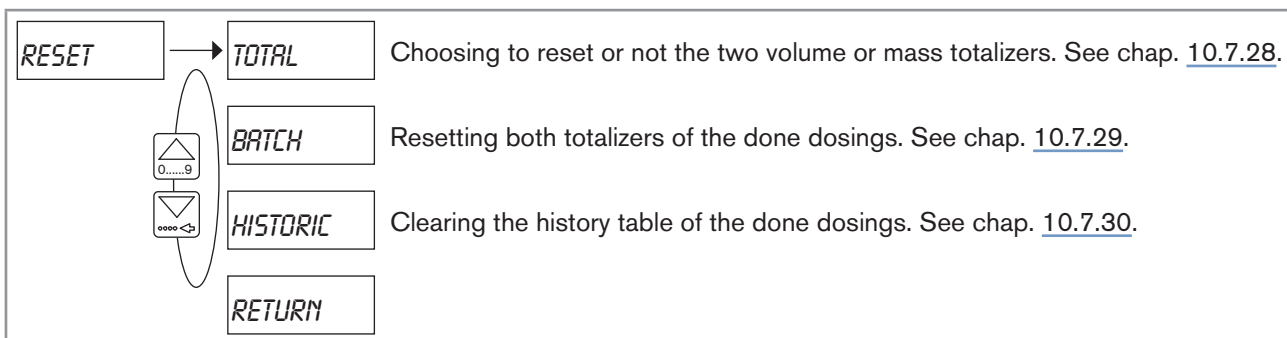 RESET
TOTAL
Choosing to reset or not the two volume or mass totalizers. See chap. 10.7.28.
0......9
BATCH
Resetting both totalizers of the done dosings. See chap. 10.7.29.
HISTORIC
Clearing the history table of the done dosings. See chap. 10.7.30.
RETURN